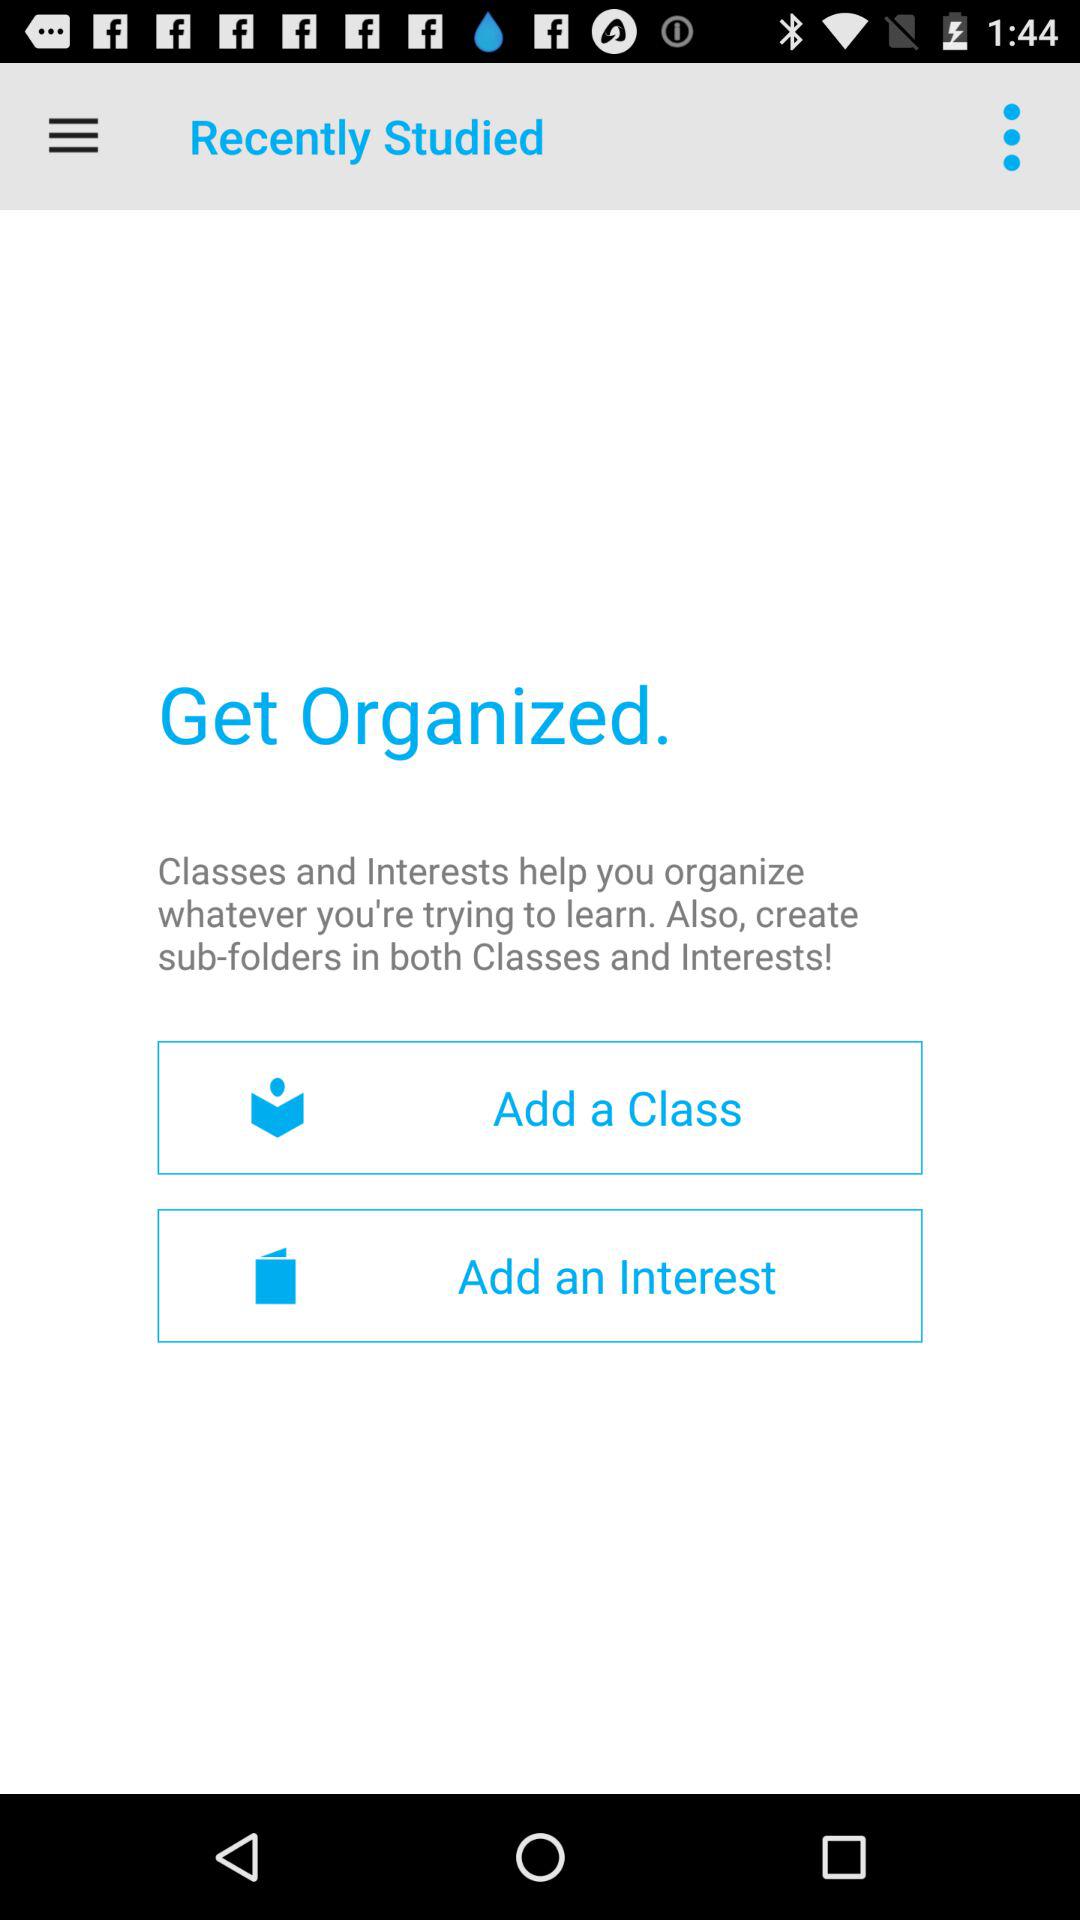 1:44
Recently Studied
Get Organized.
Classes and Interests help you organize
whatever you're trying to learn. Also, create
sub-folders in both Classes and Interests!
Add a Class
Add an Interest